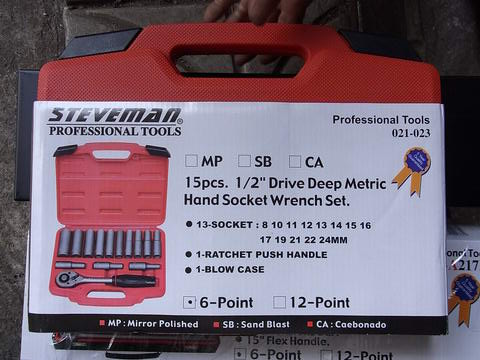 STEVEMAN®
PROFESSIONAL TOOLS
Professional Tools
021-023
MP SB CA
15pcs. 1/2" Drive Deep Metric
Hand Socket Wrench Set.
• 13-SOCKET : 8 10 11 12 13 14 15 16
17 19 21 22 24MM
• 1-RATCHET PUSH HANDLE
• 1-BLOW CASE
6-Point 12-Point
MP : Mirror Polished SB : Sand Blast CA : Caebonado
ional Too
A217
15" Flex Handle.
6-Point 12-Point